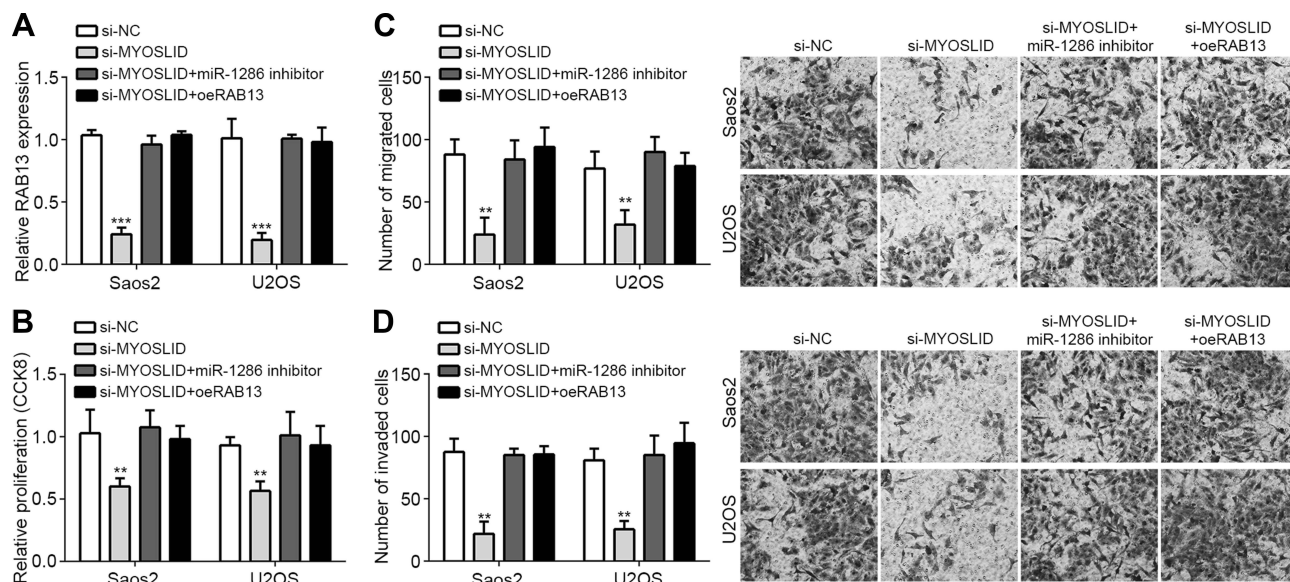 A
si-NC
si-MYOSLID
si-MYOSLID+miR-1286 inhibitor
si-MYOSLID+oeRAB13
Relative RAB13 expression
1.5
1.0
0.5
0.0
***
***
Saos2
U2OS
B
si-NC
si-MYOSLID
si-MYOSLID+miR-1286 inhibitor
si-MYOSLID+oeRAB13
Relative proliferation (CCK8)
1.5
1.0
0.5
0.0
**
**
Saos2
U2OS
C
si-NC
si-MYOSLID
si-MYOSLID+miR-1286 inhibitor
si-MYOSLID+oeRAB13
Number of migrated cells
150
100
50
0
**
**
Saos2
U2OS
si-NC
si-MYOSLID
si-MYOSLID+
miR-1286 inhibitor
si-MYOSLID
+oeRAB13
Saos2
U2OS
D
si-NC
si-MYOSLID
si-MYOSLID+miR-1286 inhibitor
si-MYOSLID+oeRAB13
Number of invaded cells
150
100
50
0
**
**
Saos2
U2OS
si-NC
si-MYOSLID
si-MYOSLID+
miR-1286 inhibitor
si-MYOSLID
+oeRAB13
Saos2
U2OS